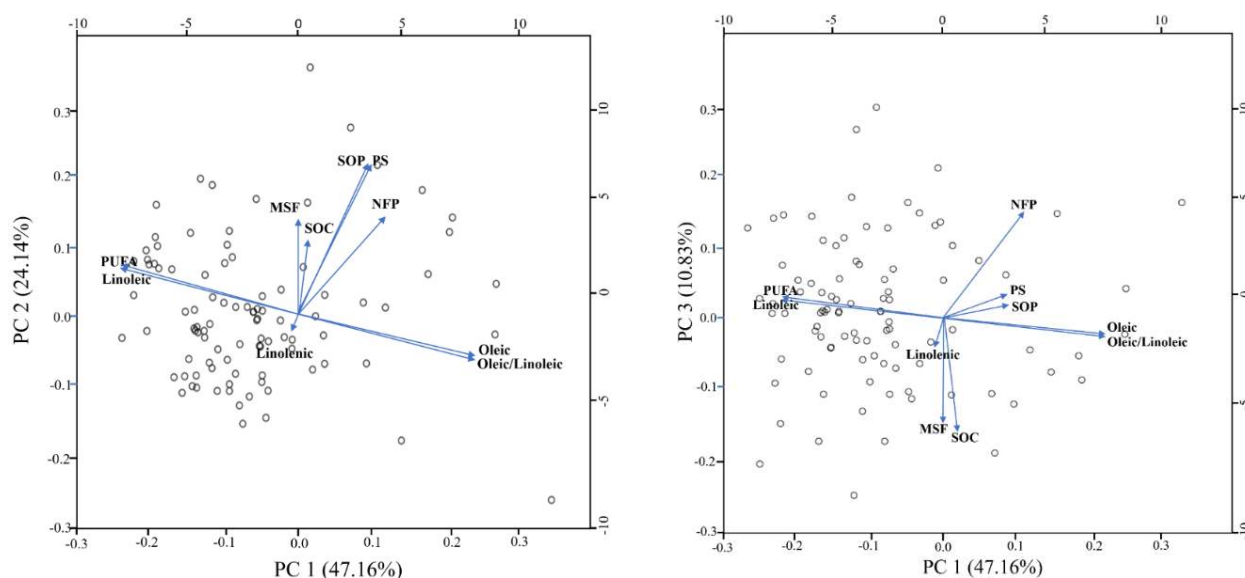 -10 -5 0 5 10
0.3
0.2
0.1
0.0
-0.1
-0.2
-0.3
PC 2 (24.14%)
10
5
0
-5
-10
SOP PS
MSF
NFP
SOC
PUFA
Linoleic
Linolenic
Oleic
Oleic/Linoleic
-0.3 -0.2 -0.1 0.0 0.1 0.2 0.3
PC 1 (47.16%)
-10 -5 0 5 10
0.3
0.2
0.1
0.0
-0.1
-0.2
-0.3
PC 3 (10.83%)
10
5
0
5
10
NFP
PS
SOP
PUFA
Linoleic
Oleic
Oleic/Linoleic
Linolenic
MSF
SOC
-0.3 -0.2 -0.1 0.0 0.1 0.2 0.3
PC 1 (47.16%)